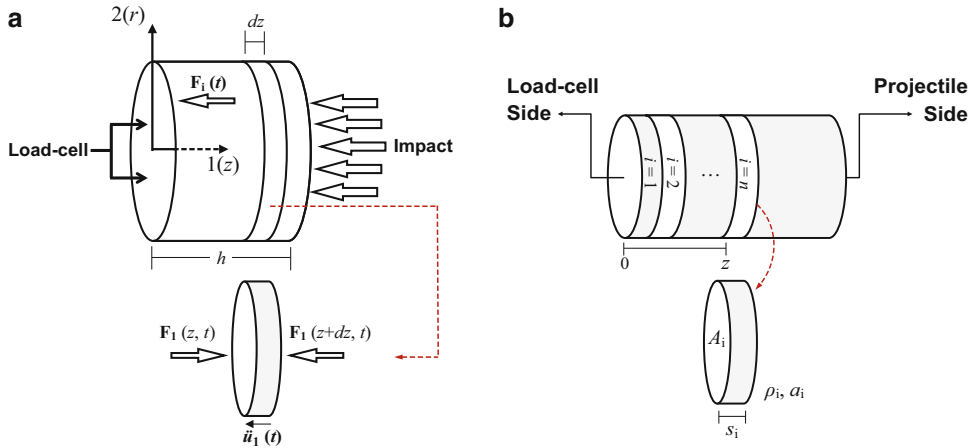 a
2(r)
dz
F_i (t)
Load-cell
1(z)
Impact
h
F_1 (z, t)
F_1 (z+dz, t)
ü_1 (t)
b
Load-cell
Side
Projectile
Side
i = 1
i = 2
...
i = n
0
z
A_i
ρ_i, a_i
s_i